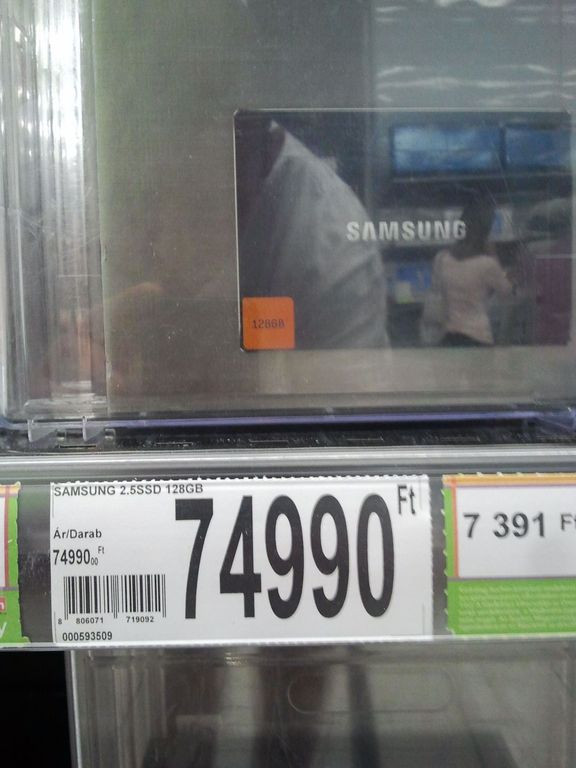 SAMSUNG
128GB
SAMSUNG 2.5SSD 128GB
Ár/Darab
74990.00 Ft
74990 Ft
8 806071 719092
000593509
7 391 Ft